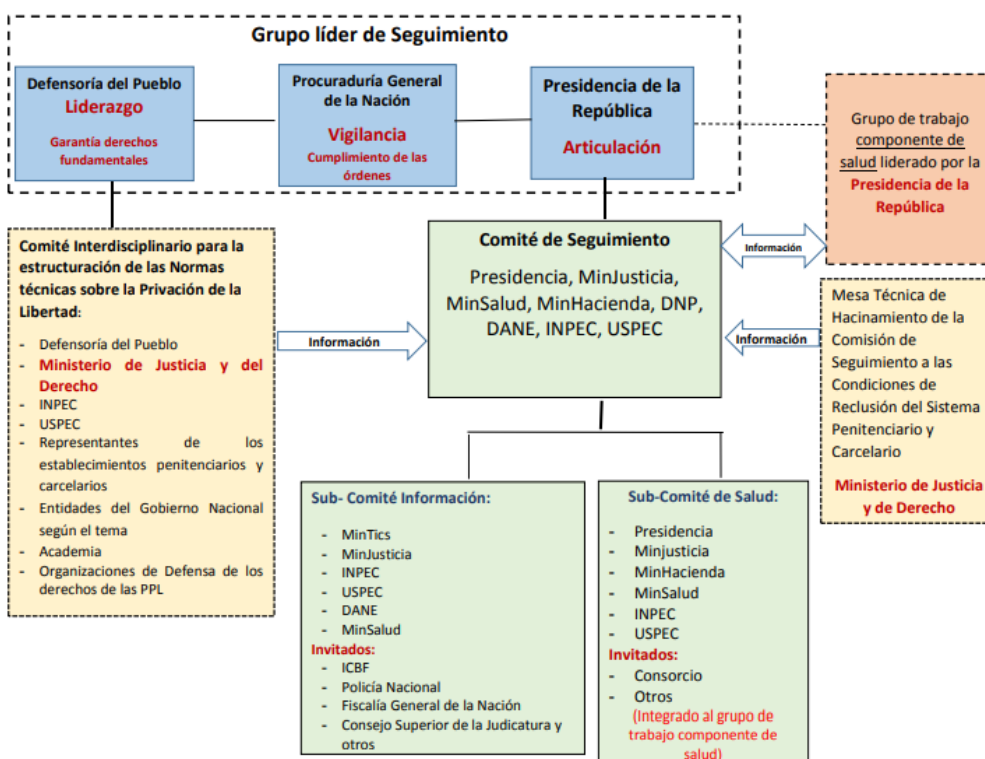 Grupo líder de Seguimiento
Defensoría del Pueblo
Liderazgo
Garantía derechos
fundamentales
Procuraduría General
de la Nación
Vigilancia
Cumplimiento de las
órdenes
Presidencia de la
República
Articulación
Grupo de trabajo
componente de
salud liderado por la
Presidencia de la
República
Comité Interdisciplinario para la
estructuración de las Normas
técnicas sobre la Privación de la
Libertad:
- Defensoría del Pueblo
- Ministerio de Justicia y del
Derecho
- INPEC
- USPEC
- Representantes de los
establecimientos penitenciarios y
carcelarios
- Entidades del Gobierno Nacional
según el tema
- Academia
- Organizaciones de Defensa de los
derechos de las PPL
Información
Comité de Seguimiento
Presidencia, MinJusticia,
MinSalud, MinHacienda, DNP,
DANE, INPEC, USPEC
Información
Información
Mesa Técnica de
Hacinamiento de la
Comisión de
Seguimiento a las
Condiciones de
Reclusión del Sistema
Penitenciario y
Carcelario
Ministerio de Justicia
y de Derecho
Sub- Comité Información:
- MinTics
- MinJusticia
- INPEC
- USPEC
- DANE
- MinSalud
Invitados:
- ICBF
- Policía Nacional
- Fiscalía General de la Nación
- Consejo Superior de la Judicatura y
otros
Sub-Comité de Salud:
- Presidencia
- Minjusticia
- MinHacienda
- MinSalud
- INPEC
- USPEC
Invitados:
- Consorcio
- Otros
(Integrado al grupo de
trabajo componente de
salud)